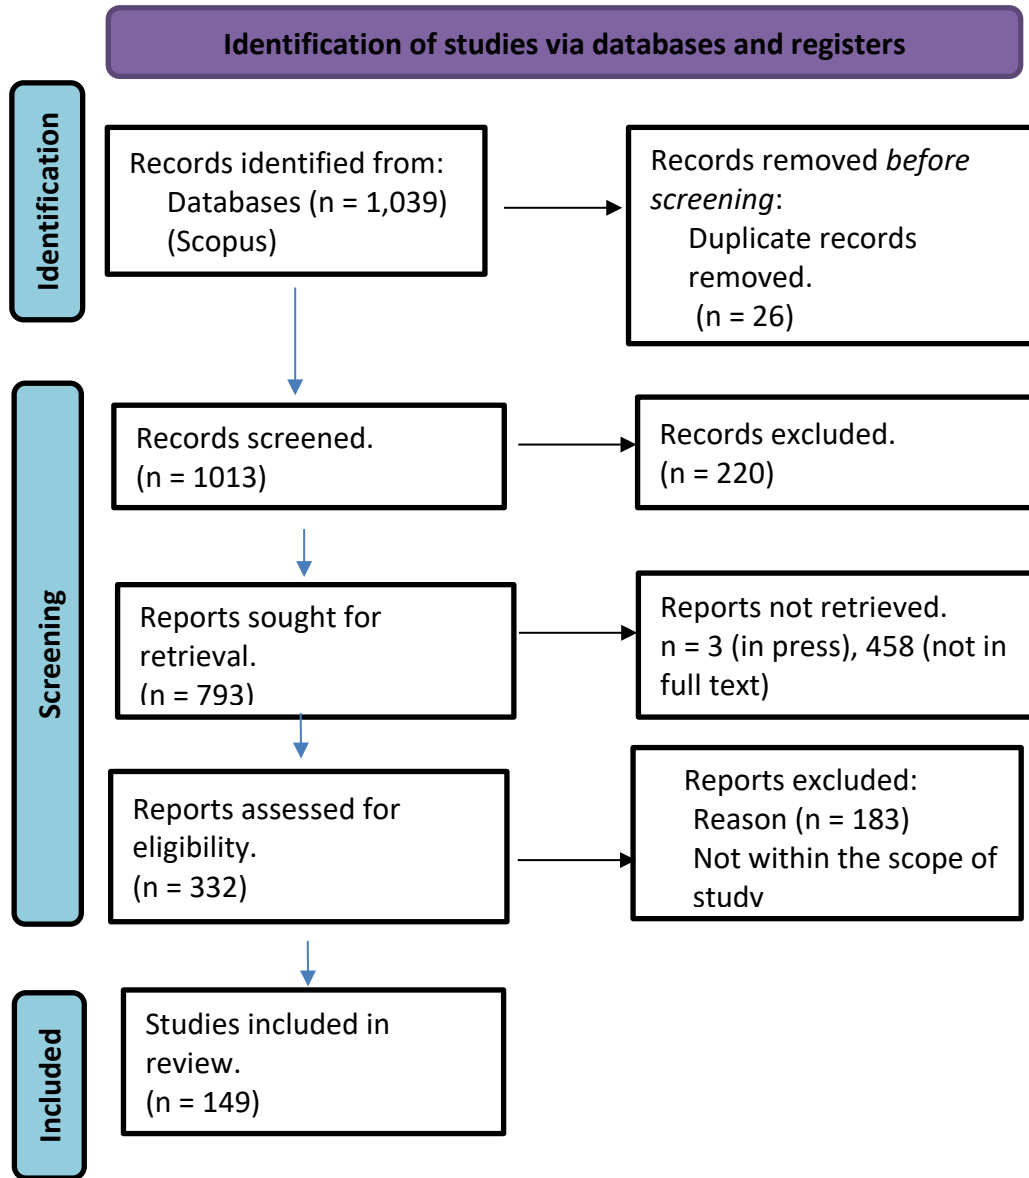 Identification of studies via databases and registers
Identification
Records identified from:
Databases (n = 1,039)
(Scopus)
Records removed before
screening:
Duplicate records
removed.
(n = 26)
Screening
Records screened.
(n = 1013)
Records excluded.
(n = 220)
Reports sought for
retrieval.
(n = 793)
Reports not retrieved.
n = 3 (in press), 458 (not in
full text)
Reports assessed for
eligibility.
(n = 332)
Reports excluded:
Reason (n = 183)
Not within the scope of
study
Included
Studies included in
review.
(n = 149)